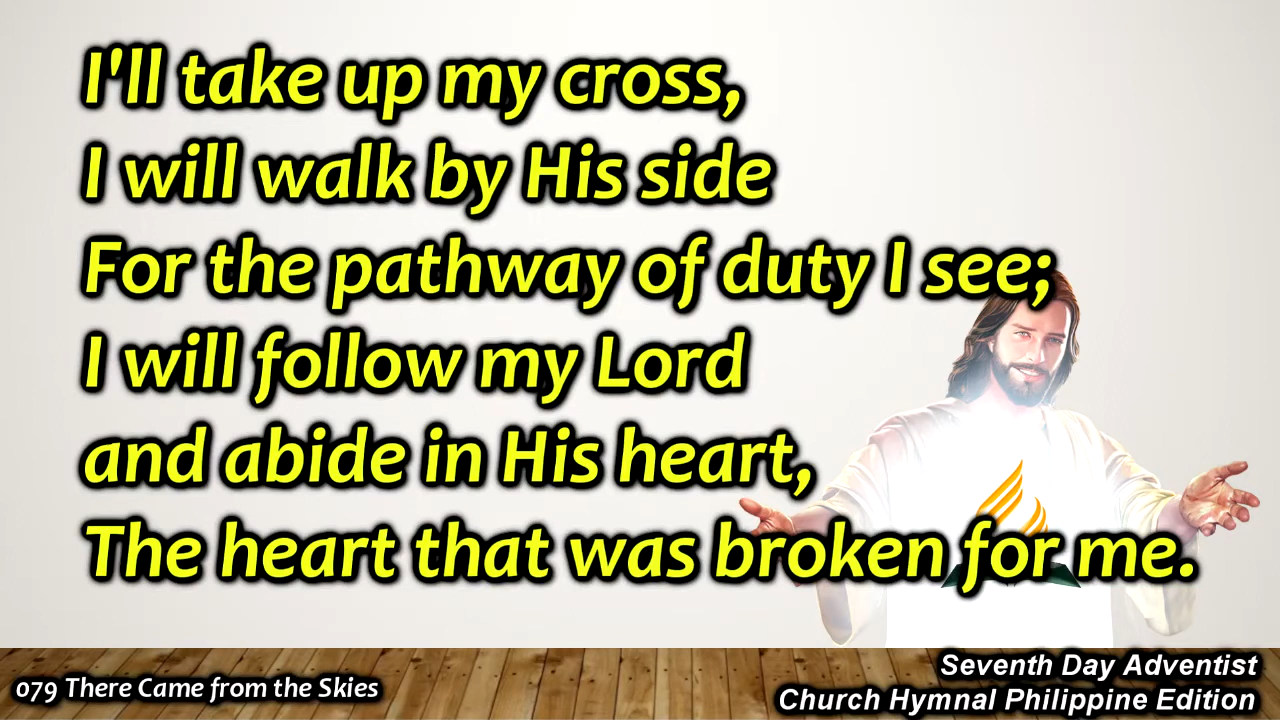 I'll take up my cross,
I will walk by His side
For the pathway of duty I see;
I will follow my Lord
and abide in His heart,
The heart that was broken for me.
079 There Came from the Skies
Seventh Day Adventist
Church Hymnal Philippine Edition